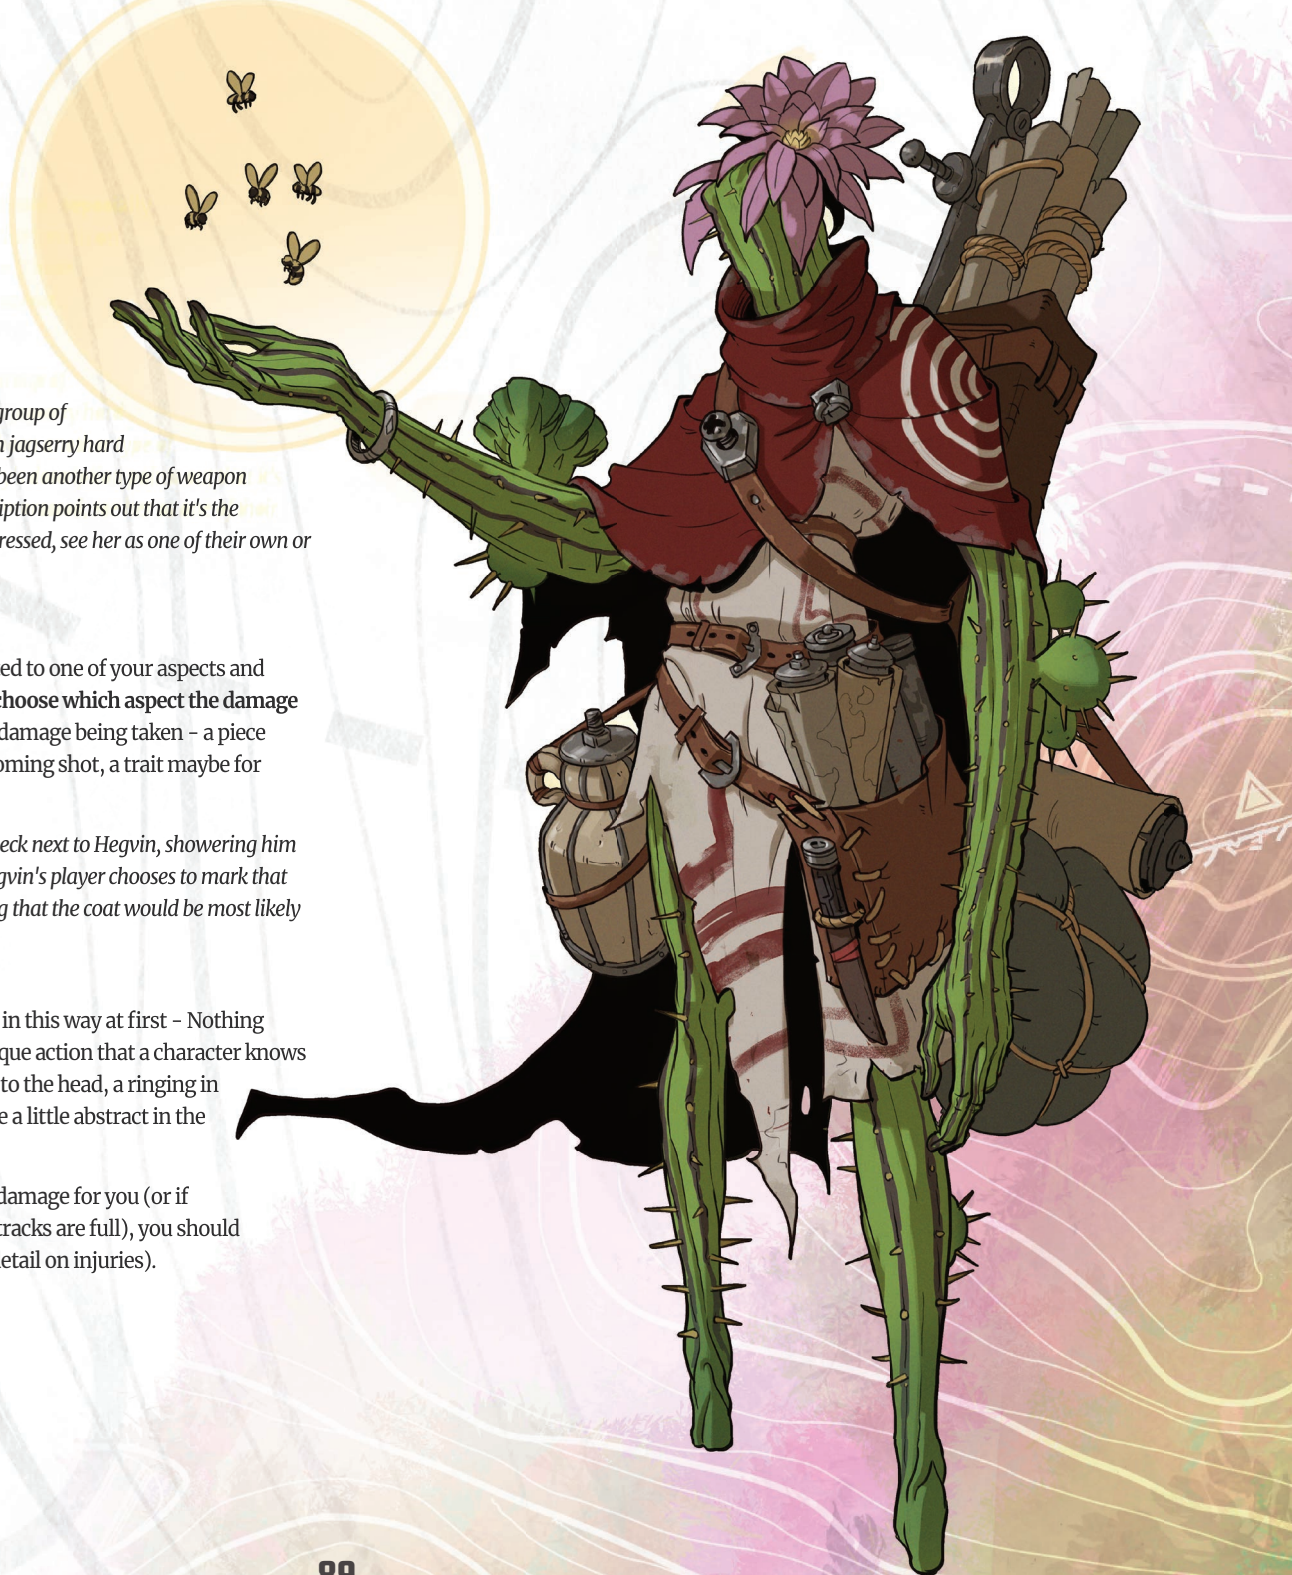 group of
n jagserry hard
been another type of weapon
iption points out that it's the
ressed, see her as one of their own or
ted to one of your aspects and
choose which aspect the damage
damage being taken - a piece
oming shot, a trait maybe for
eck next to Hegvin, showering him
gvin's player chooses to mark that
g that the coat would be most likely
in this way at first - Nothing
que action that a character knows
to the head, a ringing in
e a little abstract in the
damage for you (or if
tracks are full), you should
etail on injuries).
89